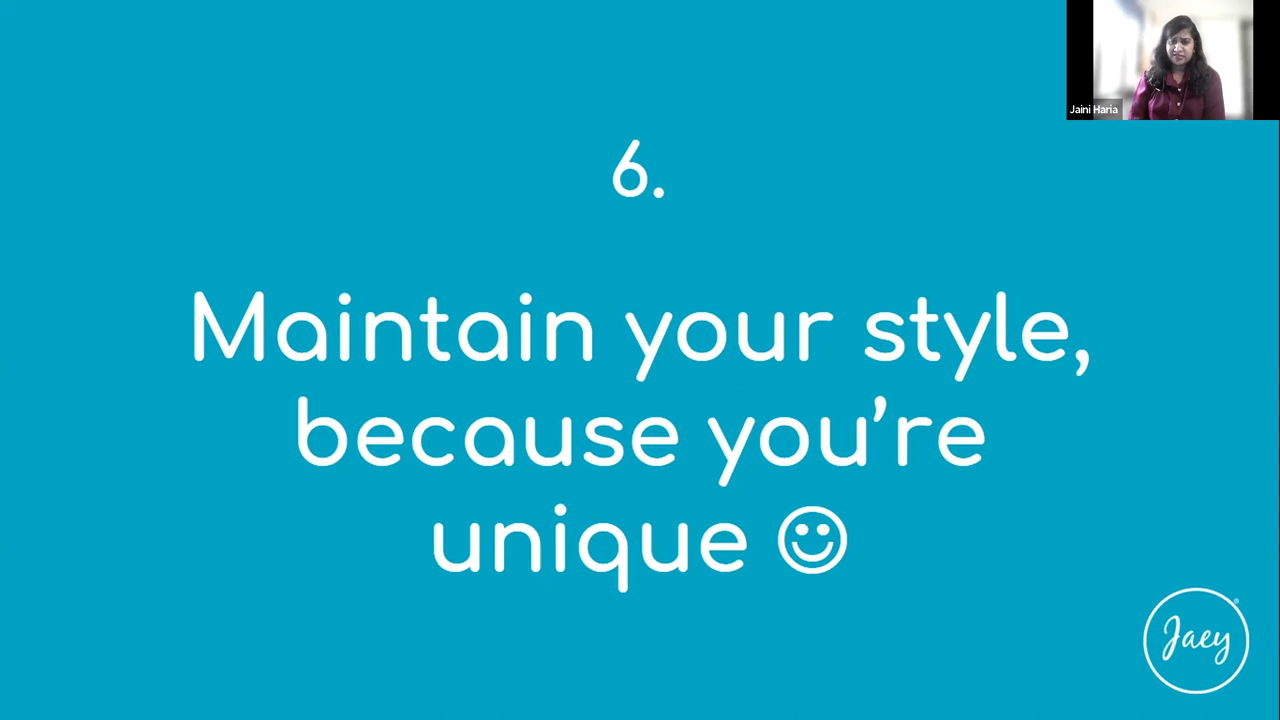 Jaini Haria
6.
Maintain your style,
because you’re
unique ☺
Jaey®